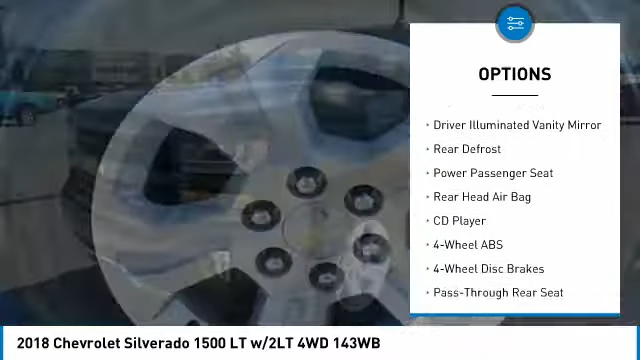 OPTIONS
• Driver Illuminated Vanity Mirror
• Rear Defrost
• Power Passenger Seat
• Rear Head Air Bag
• CD Player
• 4-Wheel ABS
• 4-Wheel Disc Brakes
• Pass-Through Rear Seat
2018 Chevrolet Silverado 1500 LT w/2LT 4WD 143WB